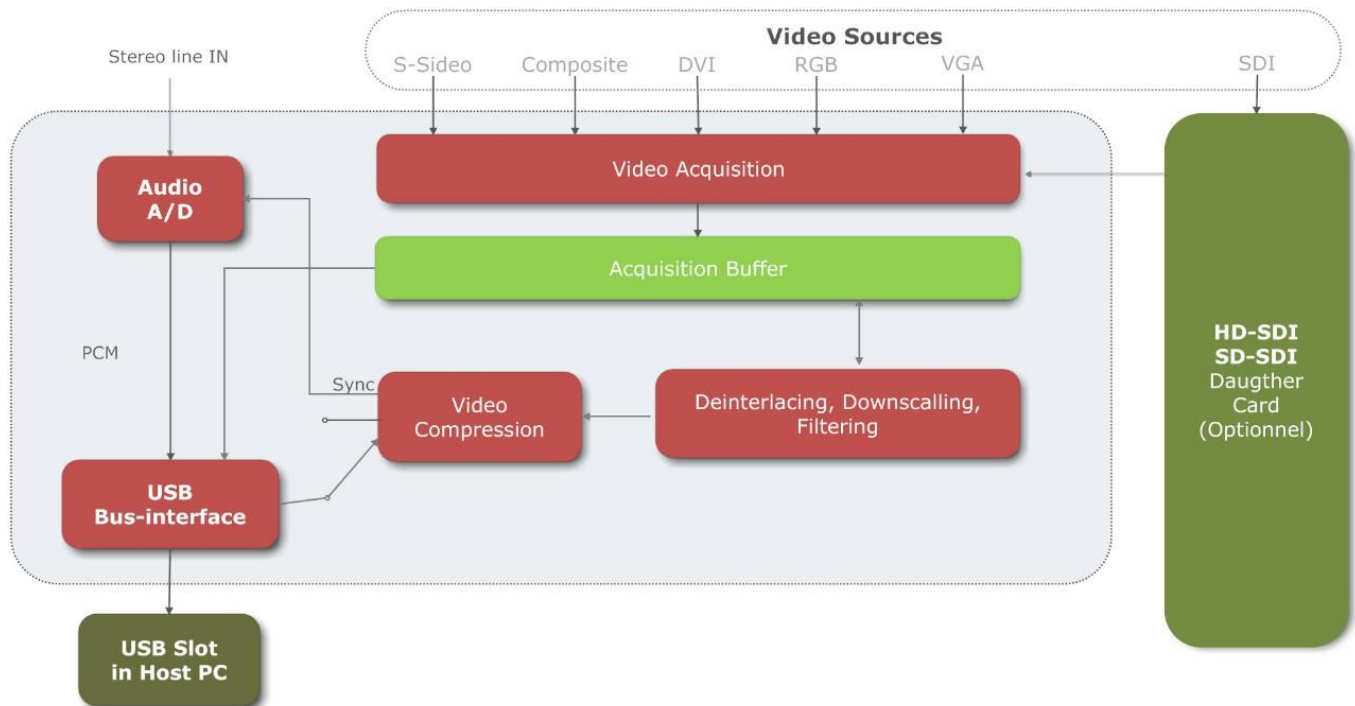 Video Sources
Stereo line IN
S-Sideo
Composite
DVI
RGB
VGA
SDI
Audio
A/D
Video Acquisition
Acquisition Buffer
HD-SDI
SD-SDI
Daugther
Card
(Optionnel)
PCM
Sync
Video
Compression
Deinterlacing, Downscalling,
Filtering
USB
Bus-interface
USB Slot
in Host PC